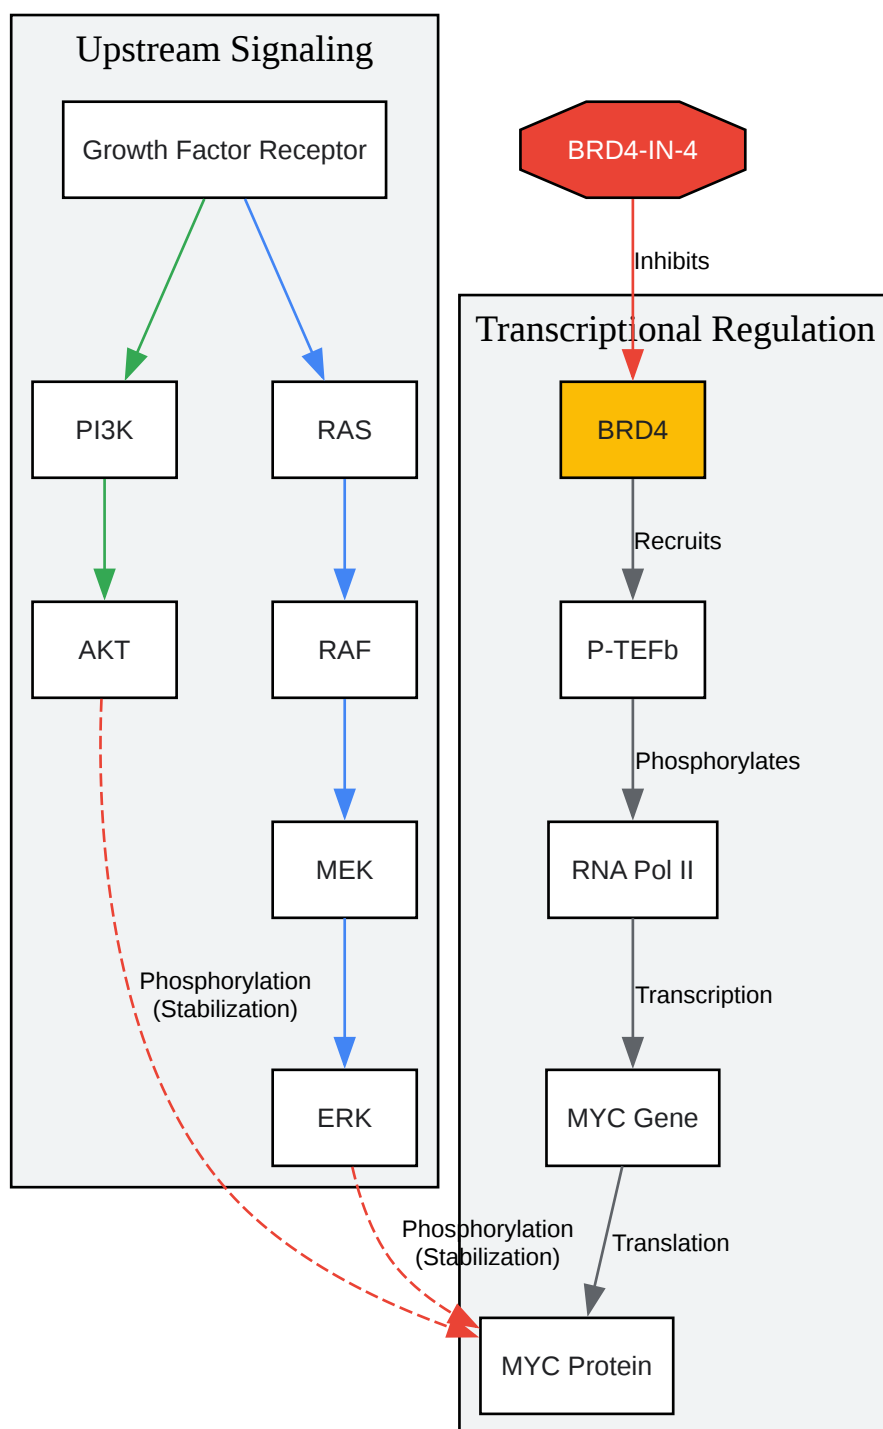 Upstream Signaling
Growth Factor Receptor
BRD4-IN-4
Inhibits
Transcriptional Regulation
PI3K
RAS
BRD4
Recruits
AKT
RAF
P-TEFb
Phosphorylates
MEK
RNA Pol II
Phosphorylation
(Stabilization)
Transcription
ERK
MYC Gene
Phosphorylation
(Stabilization)
Translation
MYC Protein